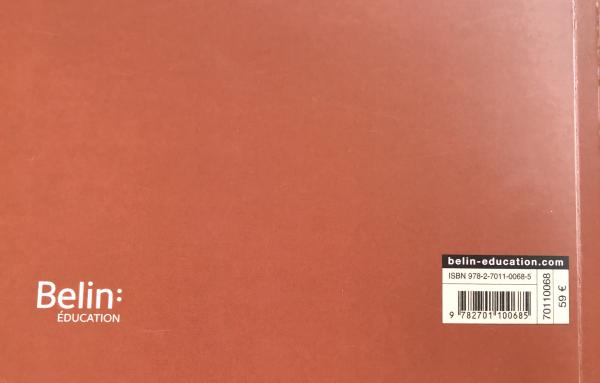 belin-education.com
ISBN 978-2-7011-0068-5
9 782701 100685
70110068
59 €
Belin:
ÉDUCATION